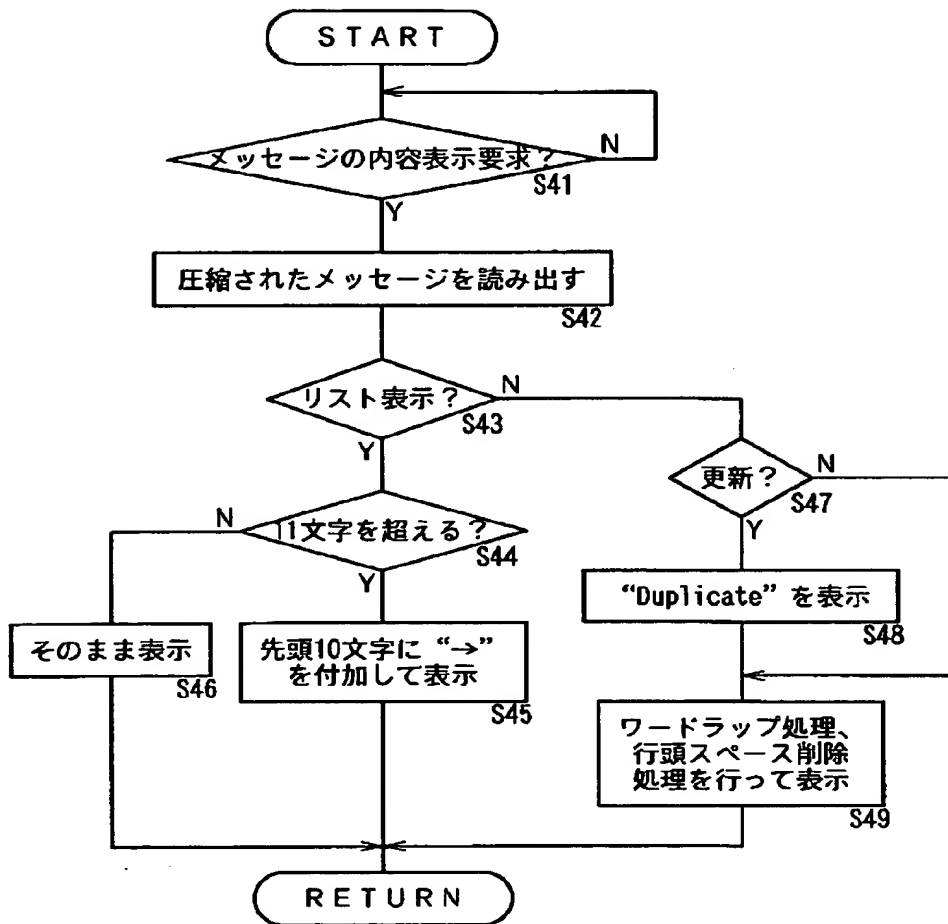 START
メッセージの内容表示要求？
N
S41
Y
圧縮されたメッセージを読み出す
S42
リスト表示？
N
S43
Y
更新？
N
S47
Y
11文字を超える？
N
S44
Y
“Duplicate” を表示
S48
そのまま表示
S46
先頭10文字に “→”
を付加して表示
S45
ワードラップ処理、
行頭スペース削除
処理を行って表示
S49
RETURN